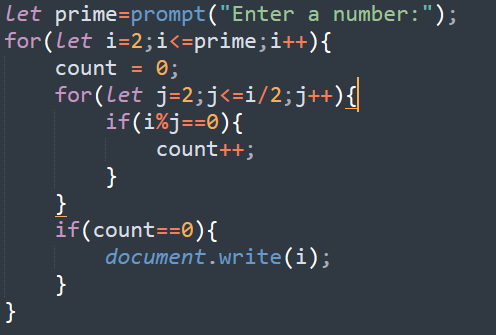 let prime=prompt("Enter a number:");
for(let i=2;i<=prime;i++){
    count = 0;
    for(let j=2;j<=i/2;j++){
        if(i%j==0){
            count++;
        }
    }
    if(count==0){
        document.write(i);
    }
}